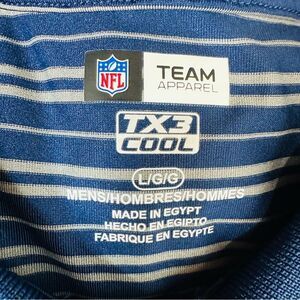 NFL
TEAM
APPAREL
TX3
COOL
L/G/G
MENS/HOMBRES/HOMMES
MADE IN EGYPT
HECHO EN EGIPTO
FABRIQUE EN EGYPTE